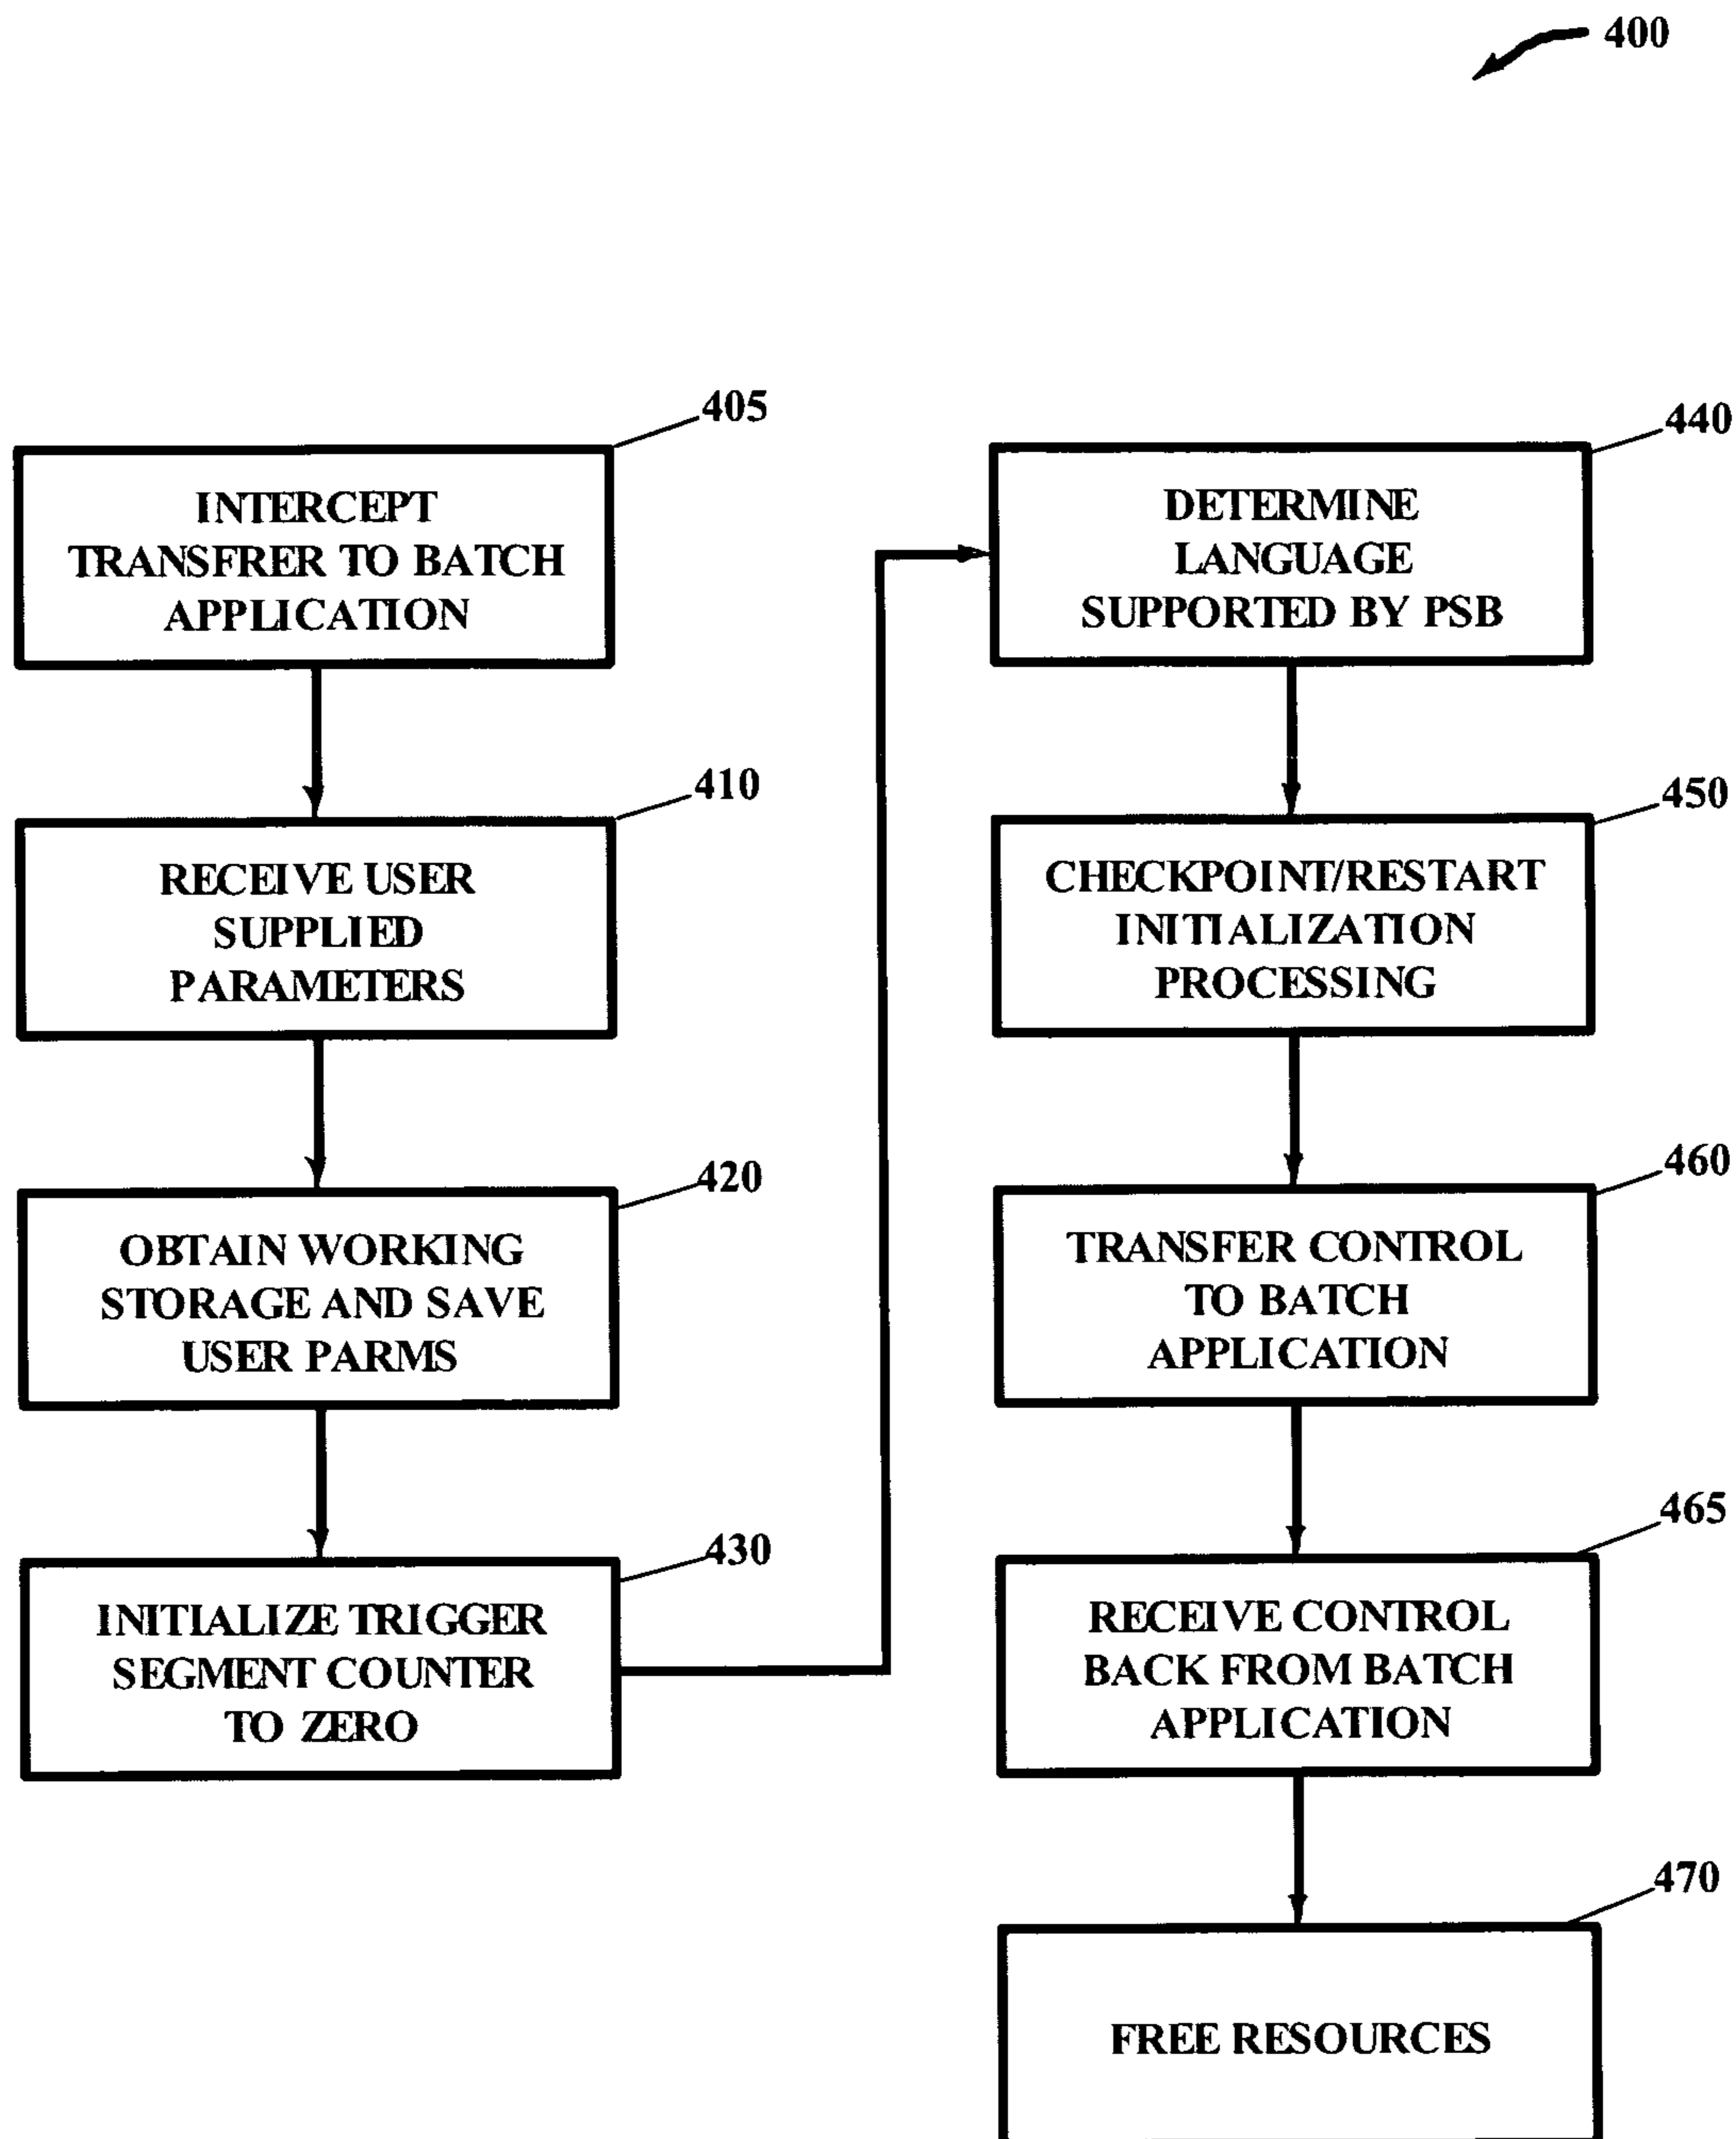 400
405
INTERCEPT
TRANSFRER TO BATCH
APPLICATION
410
RECEIVE USER
SUPPLIED
PARAMETERS
420
OBTAIN WORKING
STORAGE AND SAVE
USER PARMS
430
INITIALIZE TRIGGER
SEGMENT COUNTER
TO ZERO
440
DETERMINE
LANGUAGE
SUPPORTED BY PSB
450
CHECKPOINT/RESTART
INITIALIZATION
PROCESSING
460
TRANSFER CONTROL
TO BATCH
APPLICATION
465
RECEIVE CONTROL
BACK FROM BATCH
APPLICATION
470
FREE RESOURCES